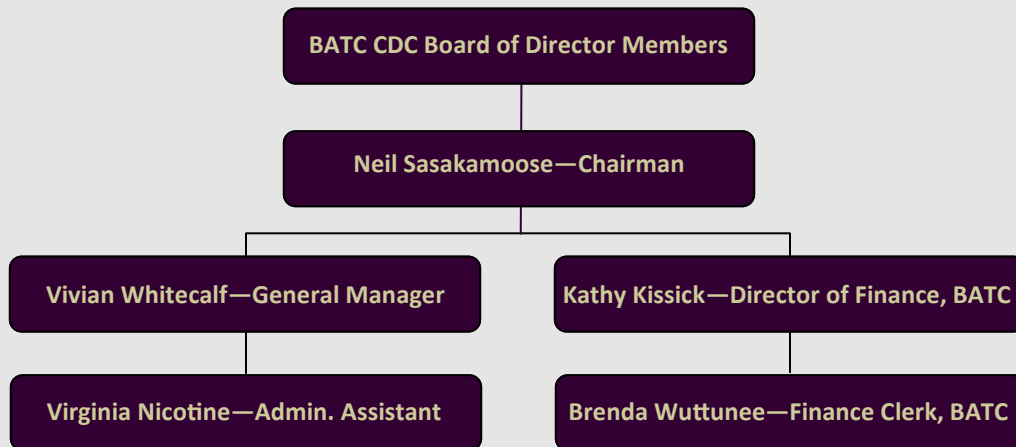 BATC CDC Board of Director Members
Neil Sasakamoose—Chairman
Vivian Whitecalf—General Manager
Kathy Kissick—Director of Finance, BATC
Virginia Nicotine—Admin. Assistant
Brenda Wuttunee—Finance Clerk, BATC